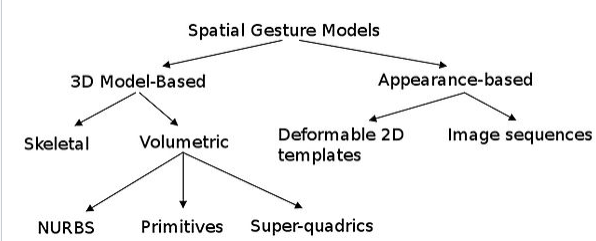 Spatial Gesture Models
3D Model-Based
Appearance-based
Skeletal
Volumetric
Deformable 2D
templates
Image sequences
NURBS
Primitives
Super-quadrics